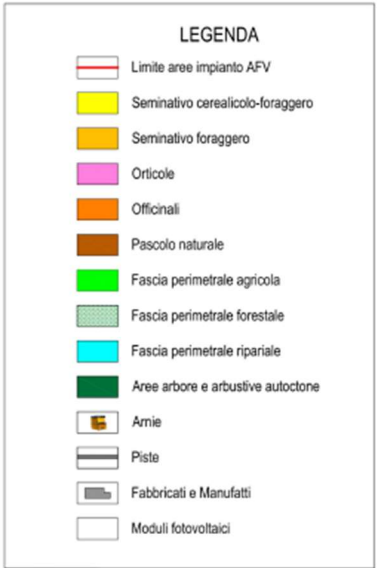 LEGENDA
Limite aree impianto AFV
Seminativo cerealicolo-foraggero
Seminativo foraggero
Orticole
Officinali
Pascolo naturale
Fascia perimetrale agricola
Fascia perimetrale forestale
Fascia perimetrale ripariale
Aree arboree e arbustive autoctone
Arnie
Piste
Fabbricati e Manufatti
Moduli fotovoltaici